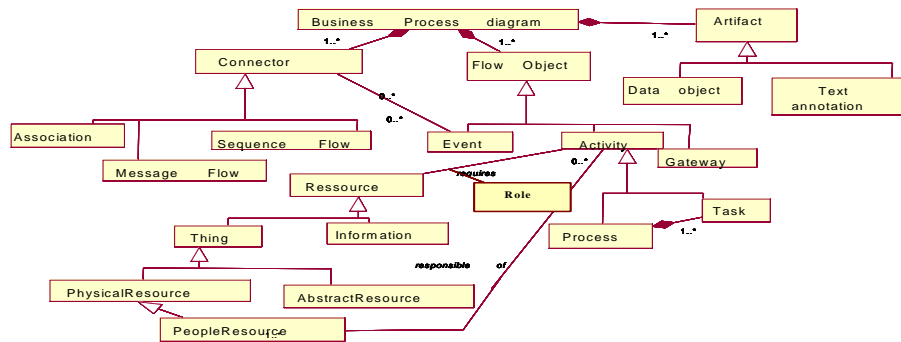 Business Process diagram
Artifact
1..*
1..*
1..*
Connector
Flow Object
Data object
Text
annotation
0..*
0..*
Association
Sequence Flow
Event
Activity
Message Flow
0..*
Gateway
requires
Ressource
Role
Task
Thing
Information
Process
1..*
responsible of
PhysicalResource
AbstractResource
PeopleResource
1..*